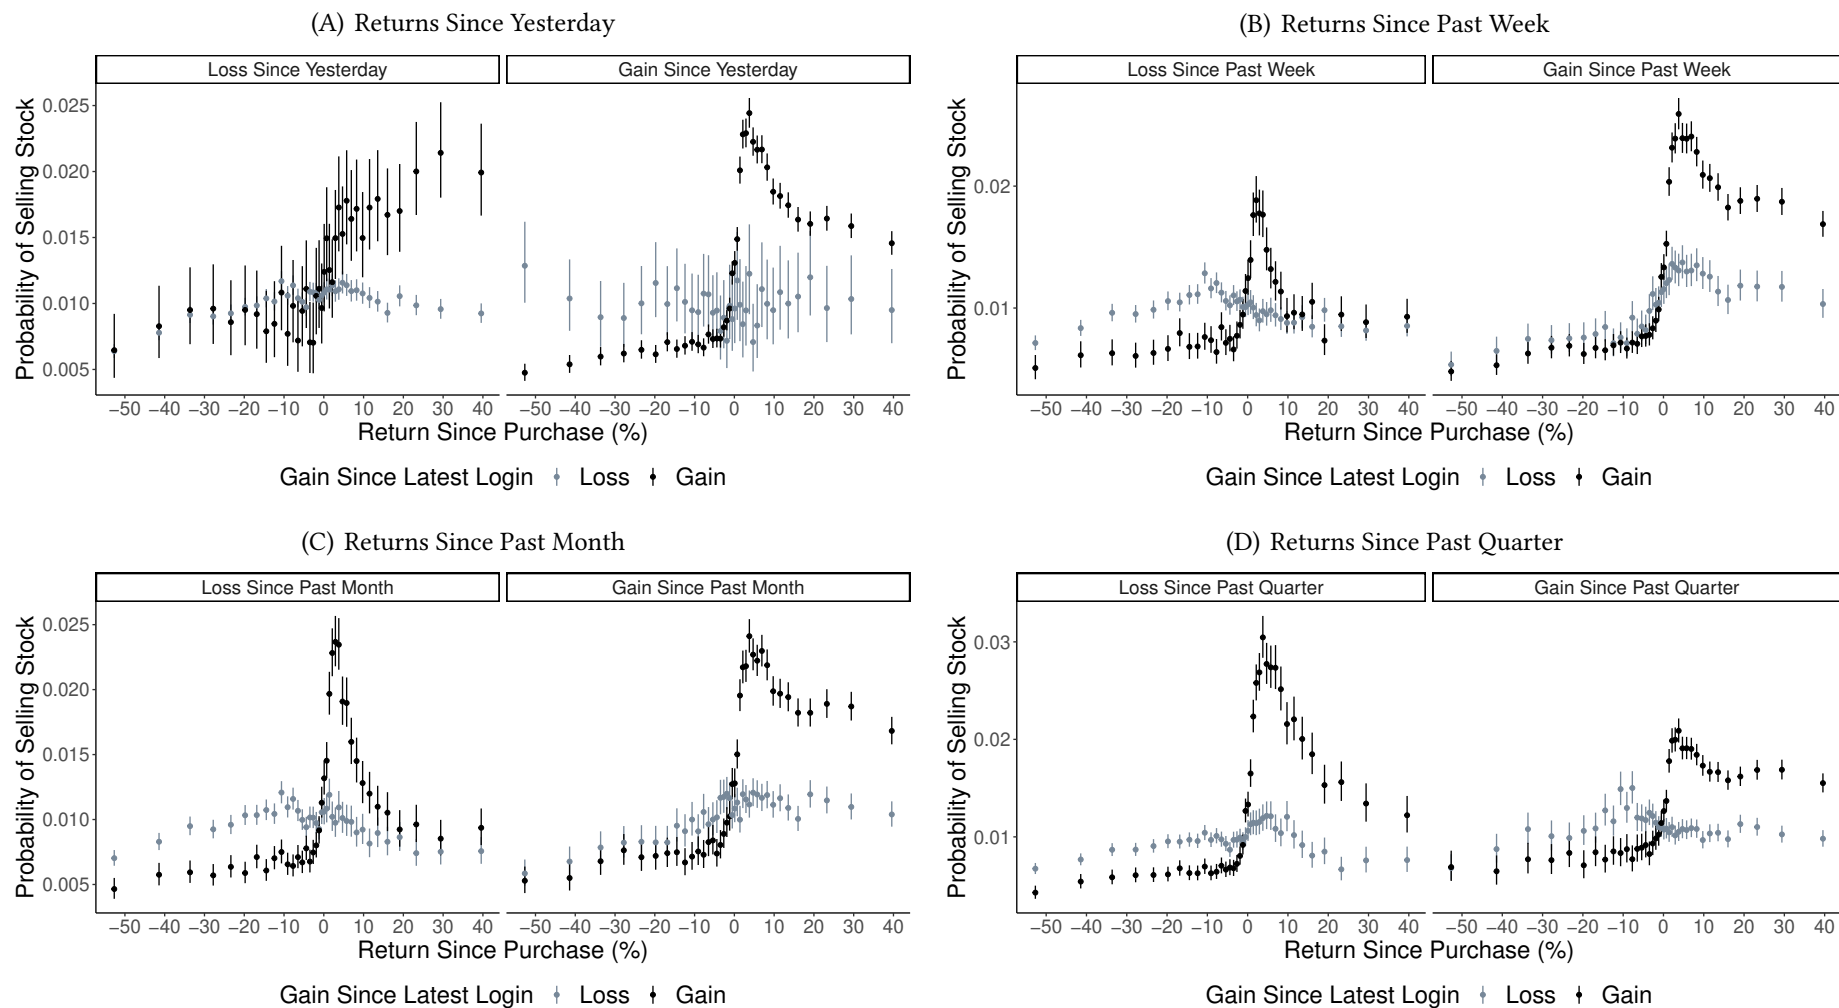 (A) Returns Since Yesterday
Loss Since Yesterday
Gain Since Yesterday
Probability of Selling Stock
0.025
0.020
0.015
0.010
0.005
−50 −40 −30 −20 −10 0 10 20 30 40
−50 −40 −30 −20 −10 0 10 20 30 40
Return Since Purchase (%)
Gain Since Latest Login Loss Gain
(B) Returns Since Past Week
Loss Since Past Week
Gain Since Past Week
Probability of Selling Stock
0.02
0.01
−50 −40 −30 −20 −10 0 10 20 30 40
−50 −40 −30 −20 −10 0 10 20 30 40
Return Since Purchase (%)
Gain Since Latest Login Loss Gain
(C) Returns Since Past Month
Loss Since Past Month
Gain Since Past Month
Probability of Selling Stock
0.025
0.020
0.015
0.010
0.005
−50 −40 −30 −20 −10 0 10 20 30 40
−50 −40 −30 −20 −10 0 10 20 30 40
Return Since Purchase (%)
Gain Since Latest Login Loss Gain
(D) Returns Since Past Quarter
Loss Since Past Quarter
Gain Since Past Quarter
Probability of Selling Stock
0.03
0.02
0.01
−50 −40 −30 −20 −10 0 10 20 30 40
−50 −40 −30 −20 −10 0 10 20 30 40
Return Since Purchase (%)
Gain Since Latest Login Loss Gain